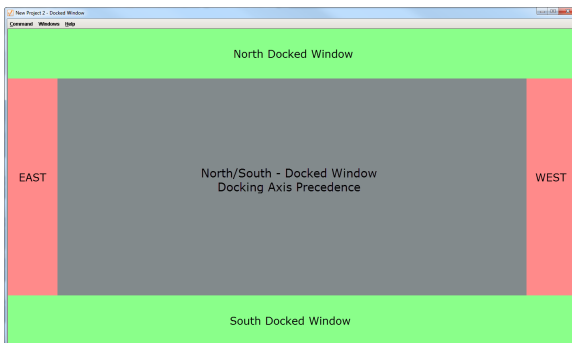 New Project 2 - Docked Window
Command Windows Help
North Docked Window
EAST
North/South - Docked Window
Docking Axis Precedence
WEST
South Docked Window